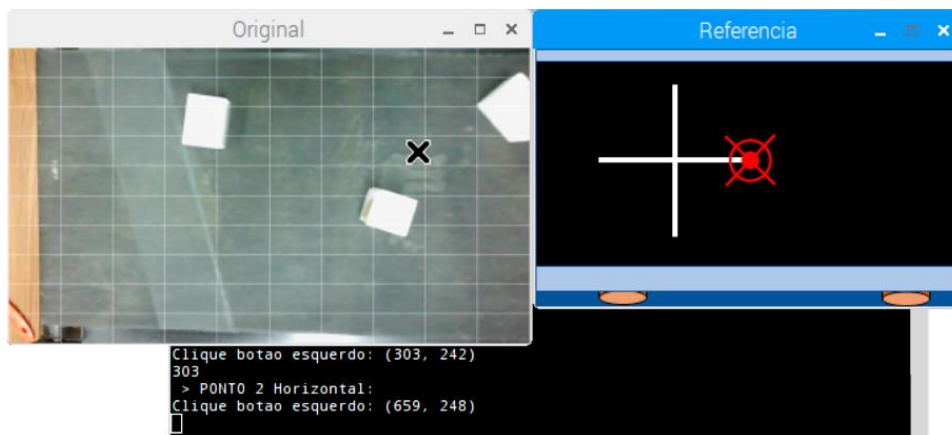 Original
Referencia
Clique botao esquerdo: (303, 242)
303
> PONTO 2 Horizontal:
Clique botao esquerdo: (659, 248)